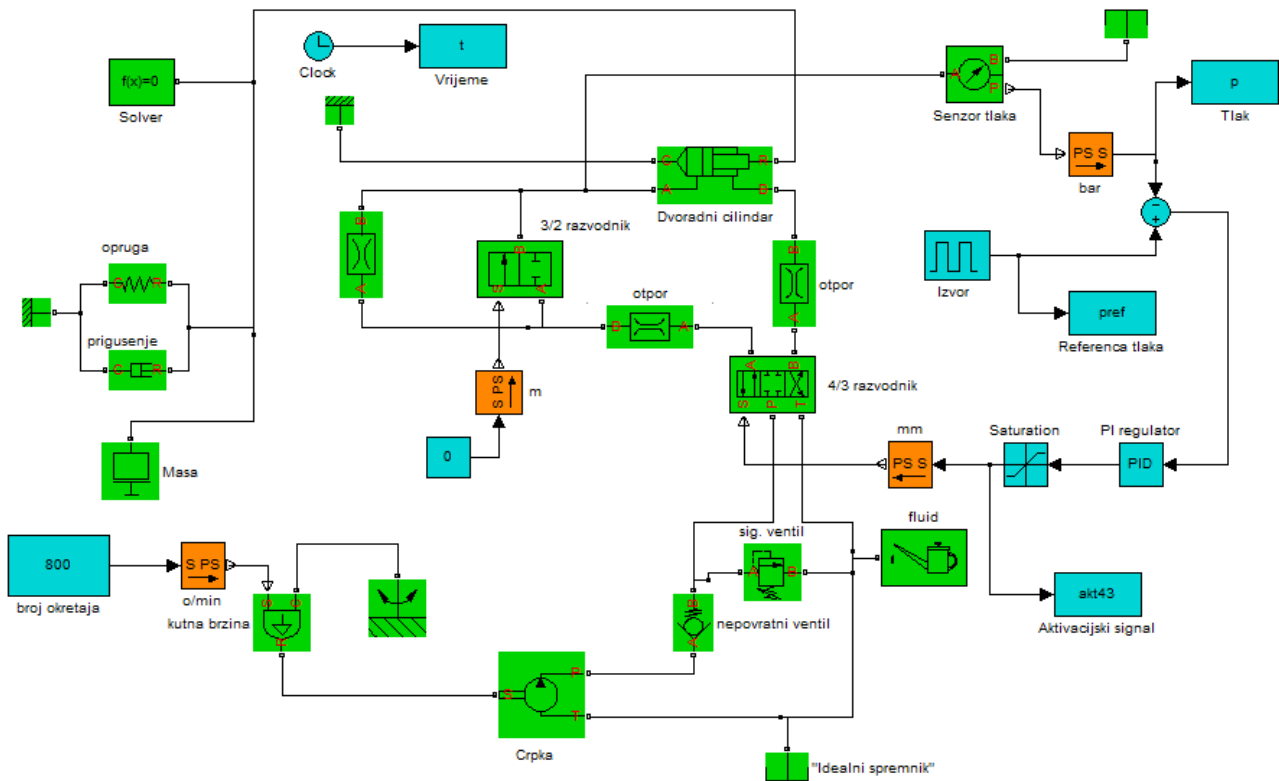 t
Clock
Vrijeme
f(x)=0
Solver
A
B
P
Senzor tlaka
p
Tlak
PS S
bar
C
R
A
B
Dvoradni cilindar
3/2 razvodnik
B
A
B
S
A
B
A
otpor
B
A
otpor
opruga
C
R
prigusenje
C
R
Masa
−
+
Izvor
pref
Referenca tlaka
A
B
S
P
T
4/3 razvodnik
S PS
m
0
mm
PS S
Saturation
PI regulator
PID
akt43
Aktivacijski signal
fluid
sig. ventil
A
B
B
A
nepovratni ventil
800
broj okretaja
S PS
o/min
S
C
R
kutna brzina
S
P
T
Crpka
"Idealni spremnik"